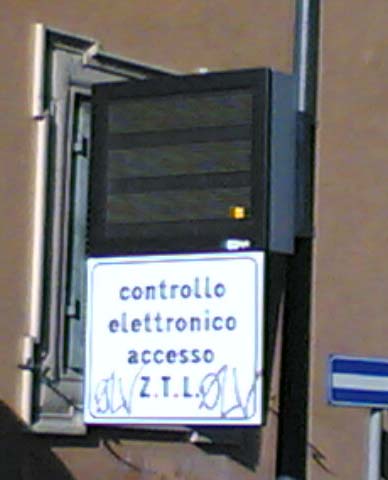 controllo
elettronico
accesso
Z.T.L.